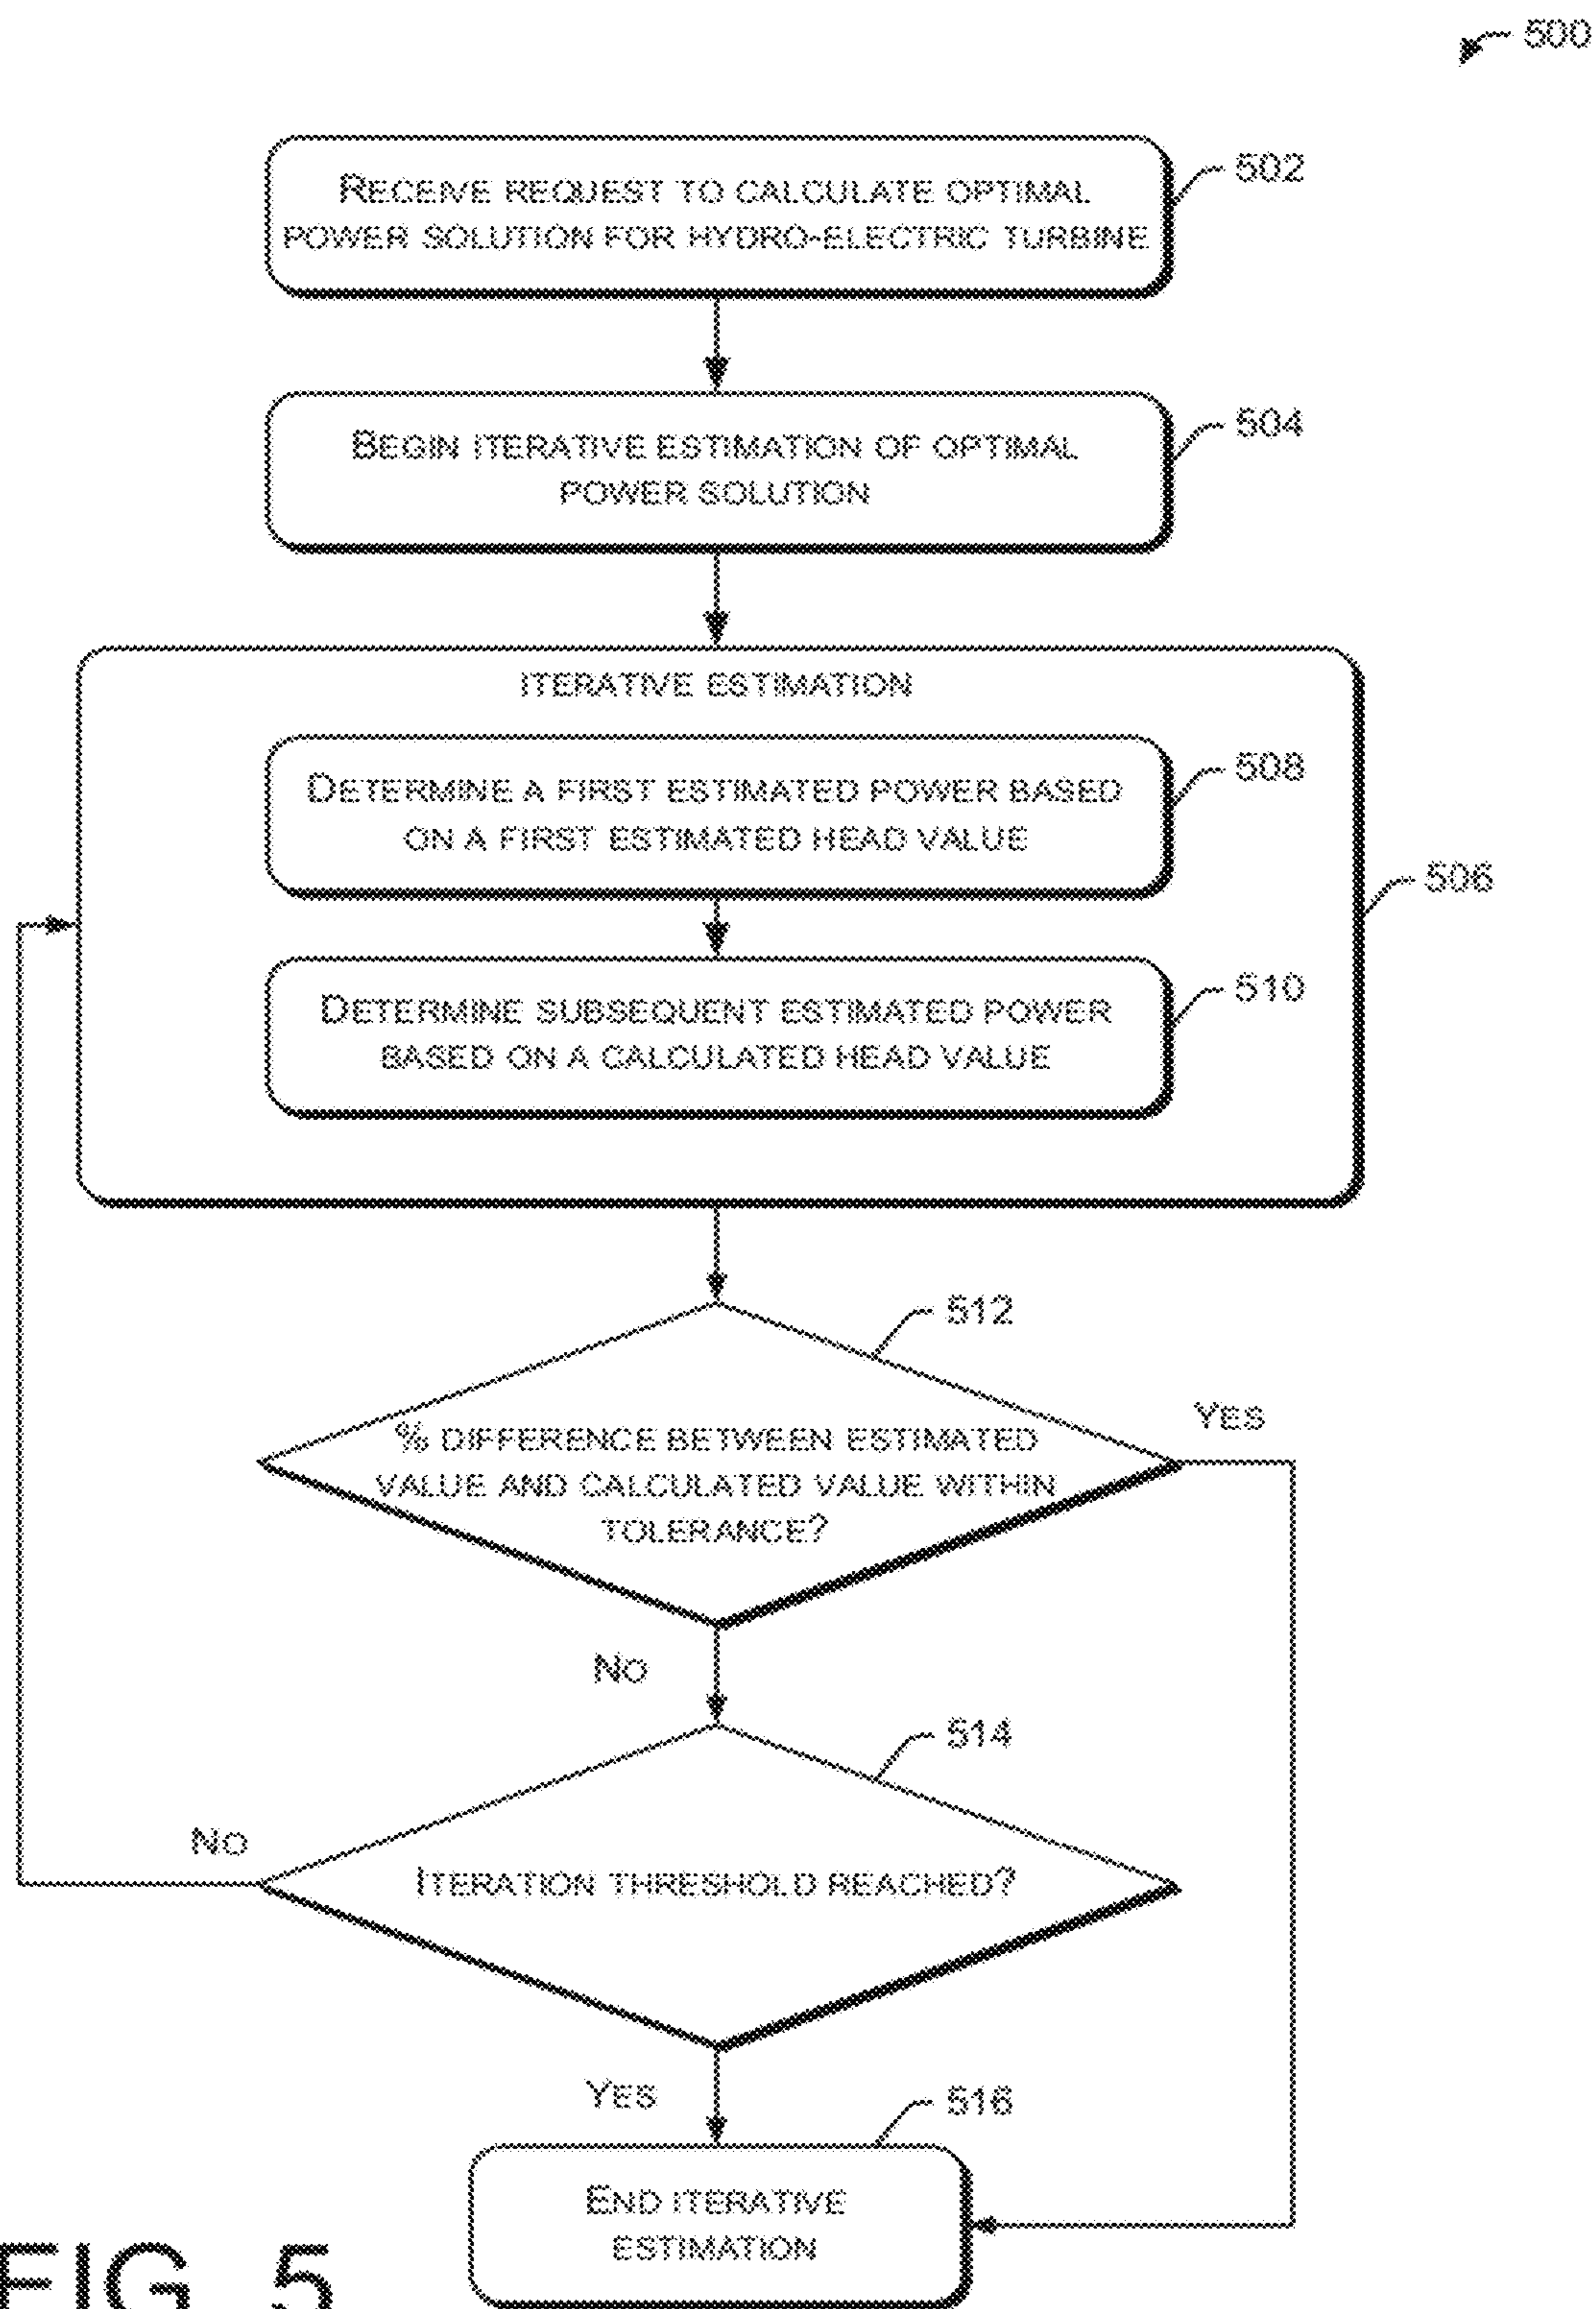 500
RECEIVE REQUEST TO CALCULATE OPTIMAL
POWER SOLUTION FOR HYDRO-ELECTRIC TURBINE
502
BEGIN ITERATIVE ESTIMATION OF OPTIMAL
POWER SOLUTION
504
ITERATIVE ESTIMATION
DETERMINE A FIRST ESTIMATED POWER BASED
ON A FIRST ESTIMATED HEAD VALUE
508
506
DETERMINE SUBSEQUENT ESTIMATED POWER
BASED ON A CALCULATED HEAD VALUE
510
512
% DIFFERENCE BETWEEN ESTIMATED
VALUE AND CALCULATED VALUE WITHIN
TOLERANCE?
YES
NO
514
ITERATION THRESHOLD REACHED?
NO
YES
516
END ITERATIVE
ESTIMATION
FIG. 5